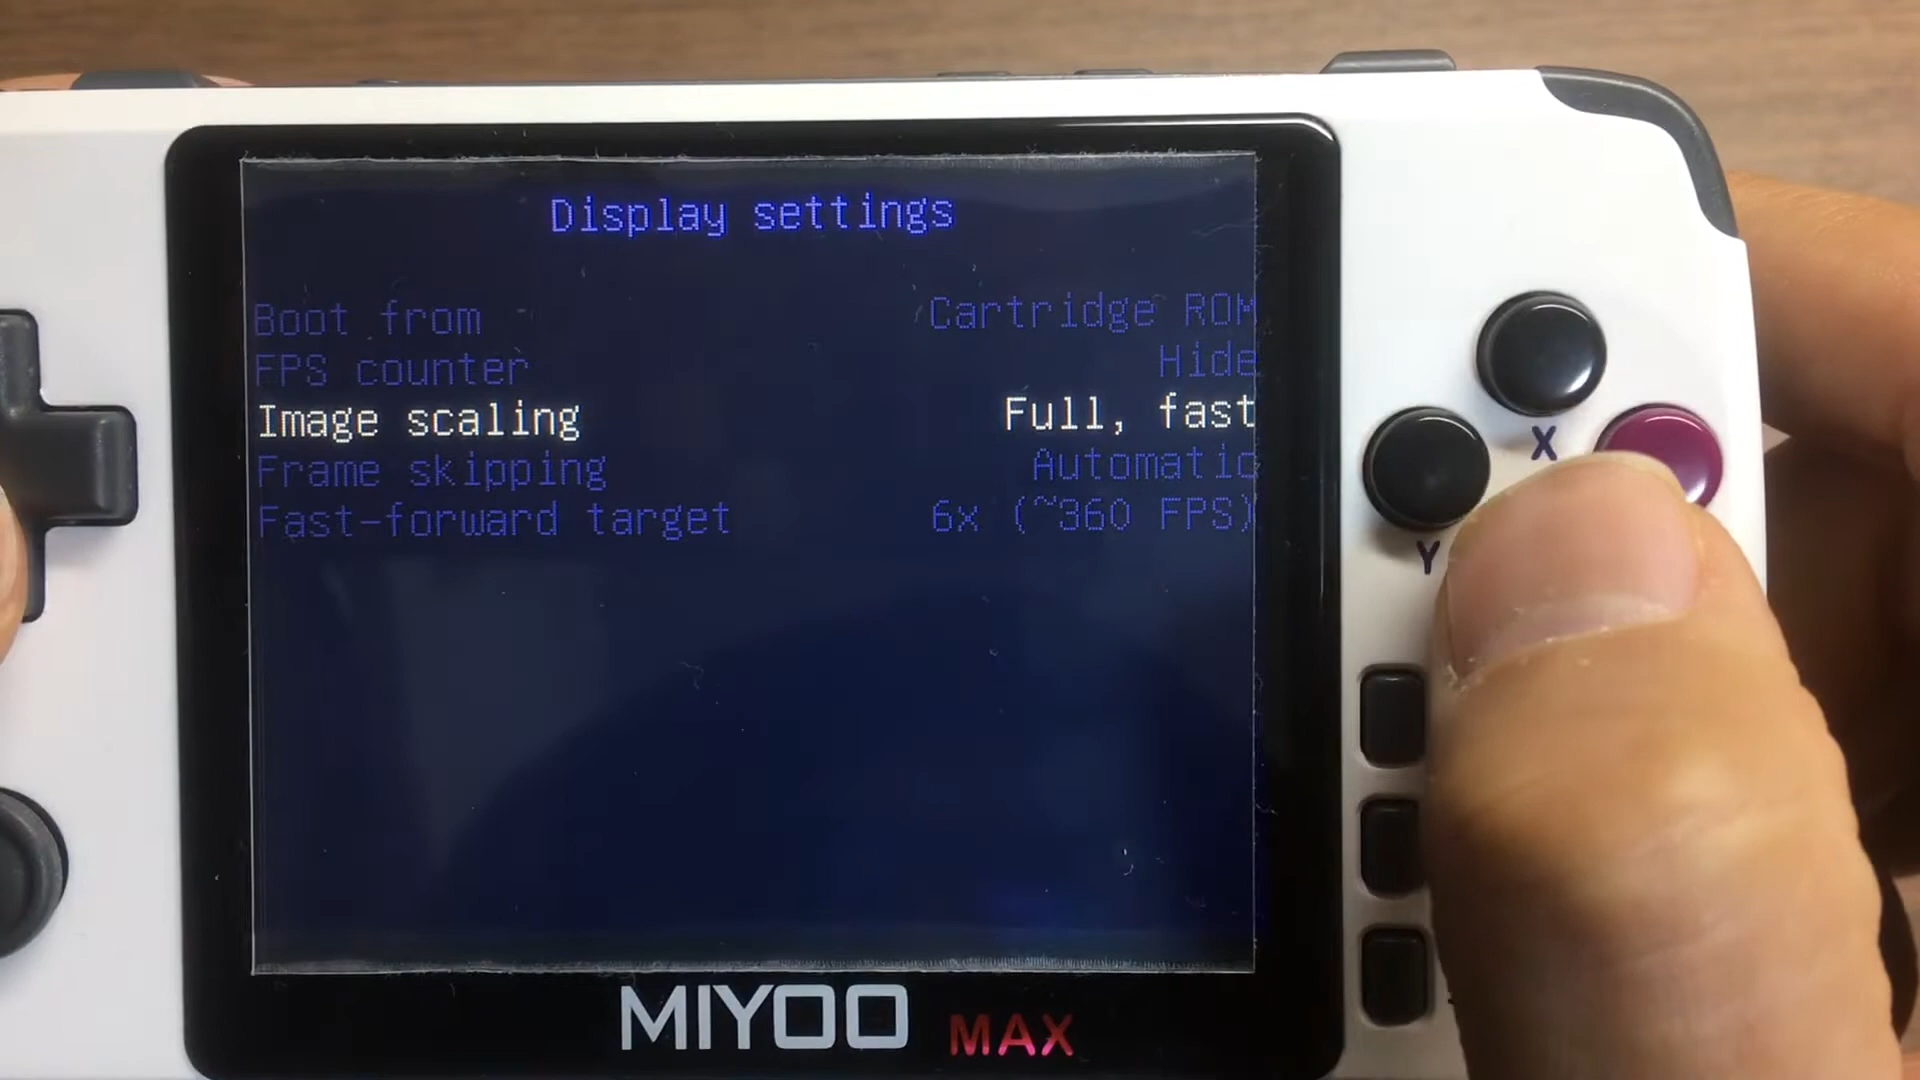 Display settings
Boot from Cartridge ROM
FPS counter Hide
Image scaling Full, fast
Frame skipping Automatic
Fast-forward target 6x (~360 FPS)
X
Y
MIYOO MAX